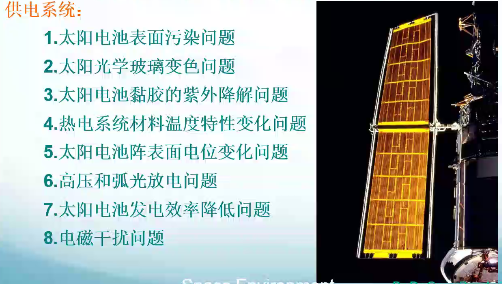 供电系统：
1.太阳电池表面污染问题
2.太阳光学玻璃变色问题
3.太阳电池黏胶的紫外降解问题
4.热电系统材料温度特性变化问题
5.太阳电池阵表面电位变化问题
6.高压和弧光放电问题
7.太阳电池发电效率降低问题
8.电磁干扰问题